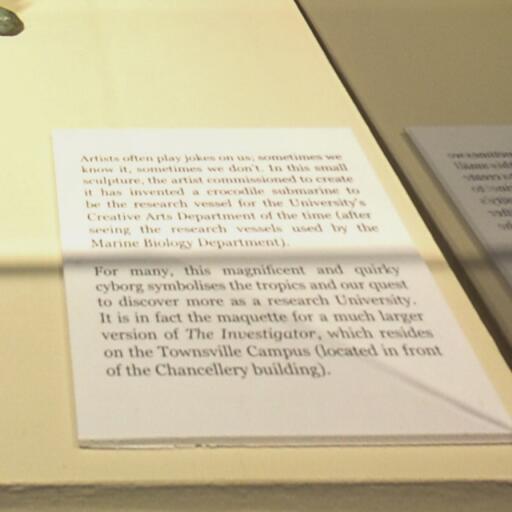 Artists often play jokes on us; sometimes we
know it, sometimes we don't. In this small
sculpture, the artist commissioned to create
it has invented a crocodile submarine to
be the research vessel for the University's
Creative Arts Department of the time (after
seeing the research vessels used by the
Marine Biology Department).
For many, this magnificent and quirky
cyborg symbolises the tropics and our quest
to discover more as a research University.
It is in fact the maquette for a much larger
version of The Investigator, which resides
on the Townsville Campus (located in front
of the Chancellery building).